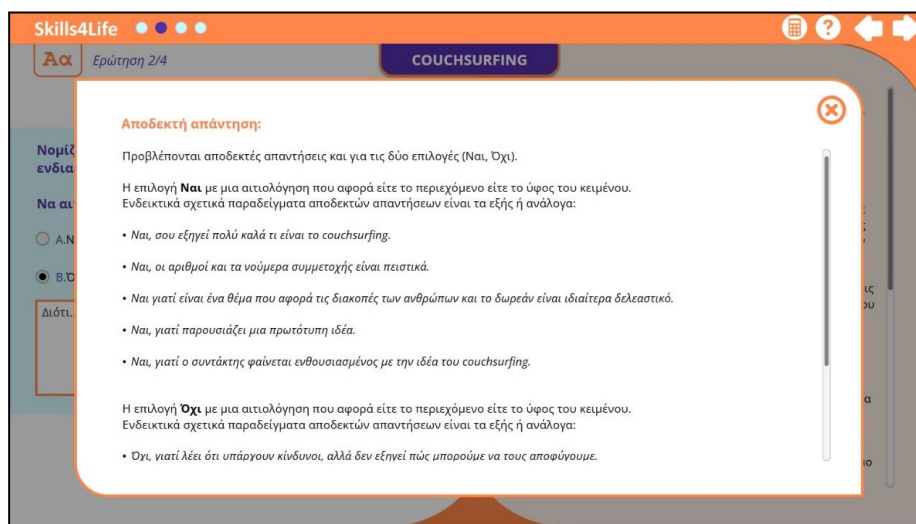 Skills4Life
Αα
Ερώτηση 2/4
COUCHSURFING
Αποδεκτή απάντηση:
Προβλέπονται αποδεκτές απαντήσεις και για τις δύο επιλογές (Ναι, Όχι).
Η επιλογή Ναι με μια αιτιολόγηση που αφορά είτε το περιεχόμενο είτε το ύφος του κειμένου.
Ενδεικτικά σχετικά παραδείγματα αποδεκτών απαντήσεων είναι τα εξής ή ανάλογα:
• Ναι, σου εξηγεί πολύ καλά τι είναι το couchsurfing.
• Ναι, οι αριθμοί και τα νούμερα συμμετοχής είναι πειστικά.
• Ναι γιατί είναι ένα θέμα που αφορά τις διακοπές των ανθρώπων και το δωρεάν είναι ιδιαίτερα δελεαστικό.
• Ναι, γιατί παρουσιάζει μια πρωτότυπη ιδέα.
• Ναι, γιατί ο συντάκτης φαίνεται ενθουσιασμένος με την ιδέα του couchsurfing.
Η επιλογή Όχι με μια αιτιολόγηση που αφορά είτε το περιεχόμενο είτε το ύφος του κειμένου.
Ενδεικτικά σχετικά παραδείγματα αποδεκτών απαντήσεων είναι τα εξής ή ανάλογα:
• Όχι, γιατί λέει ότι υπάρχουν κίνδυνοι, αλλά δεν εξηγεί πώς μπορούμε να τους αποφύγουμε.
Διότι.